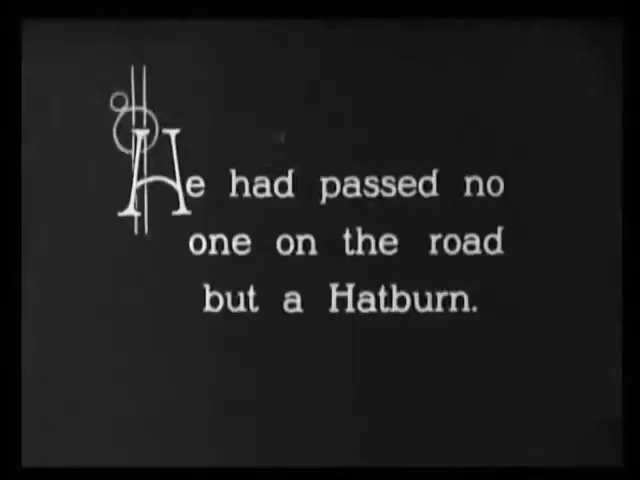 He had passed no
one on the road
but a Hatburn.